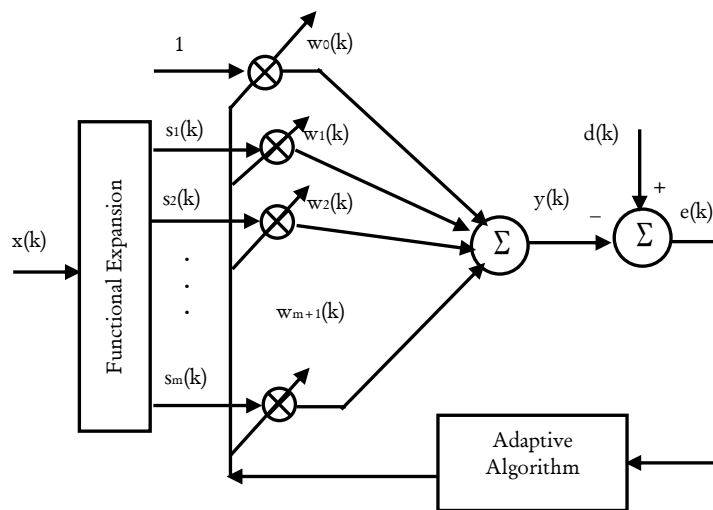 1
w₀(k)
s₁(k)
w₁(k)
s₂(k)
w₂(k)
x(k)
Functional Expansion
.
.
.
wₘ₊₁(k)
sₘ(k)
Σ
y(k)
d(k)
+
−
Σ
e(k)
Adaptive
Algorithm